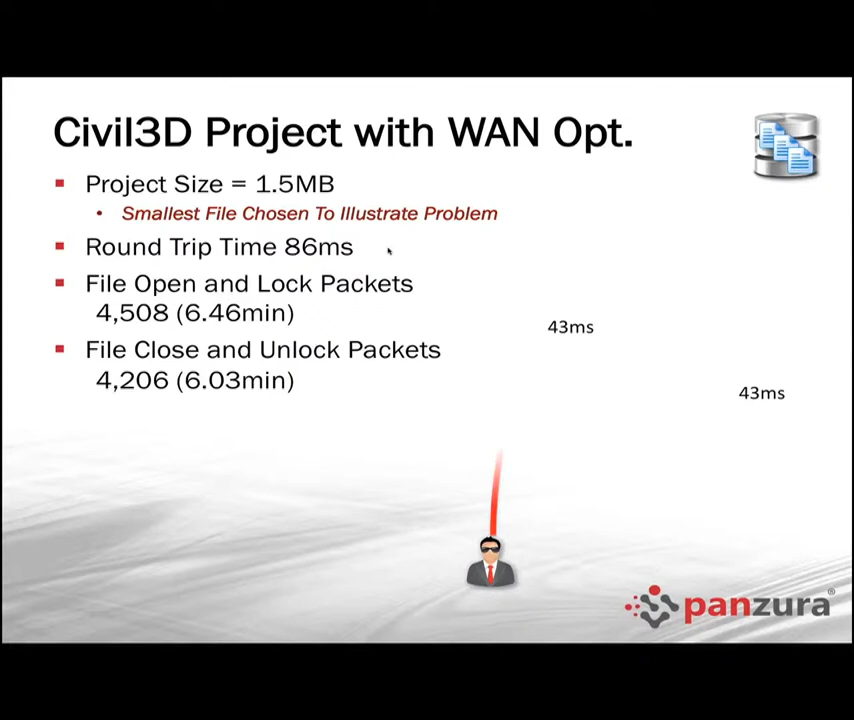 Civil3D Project with WAN Opt.
Project Size = 1.5MB
Smallest File Chosen To Illustrate Problem
Round Trip Time 86ms
File Open and Lock Packets
4,508 (6.46min)
43ms
File Close and Unlock Packets
4,206 (6.03min)
43ms
panzura®